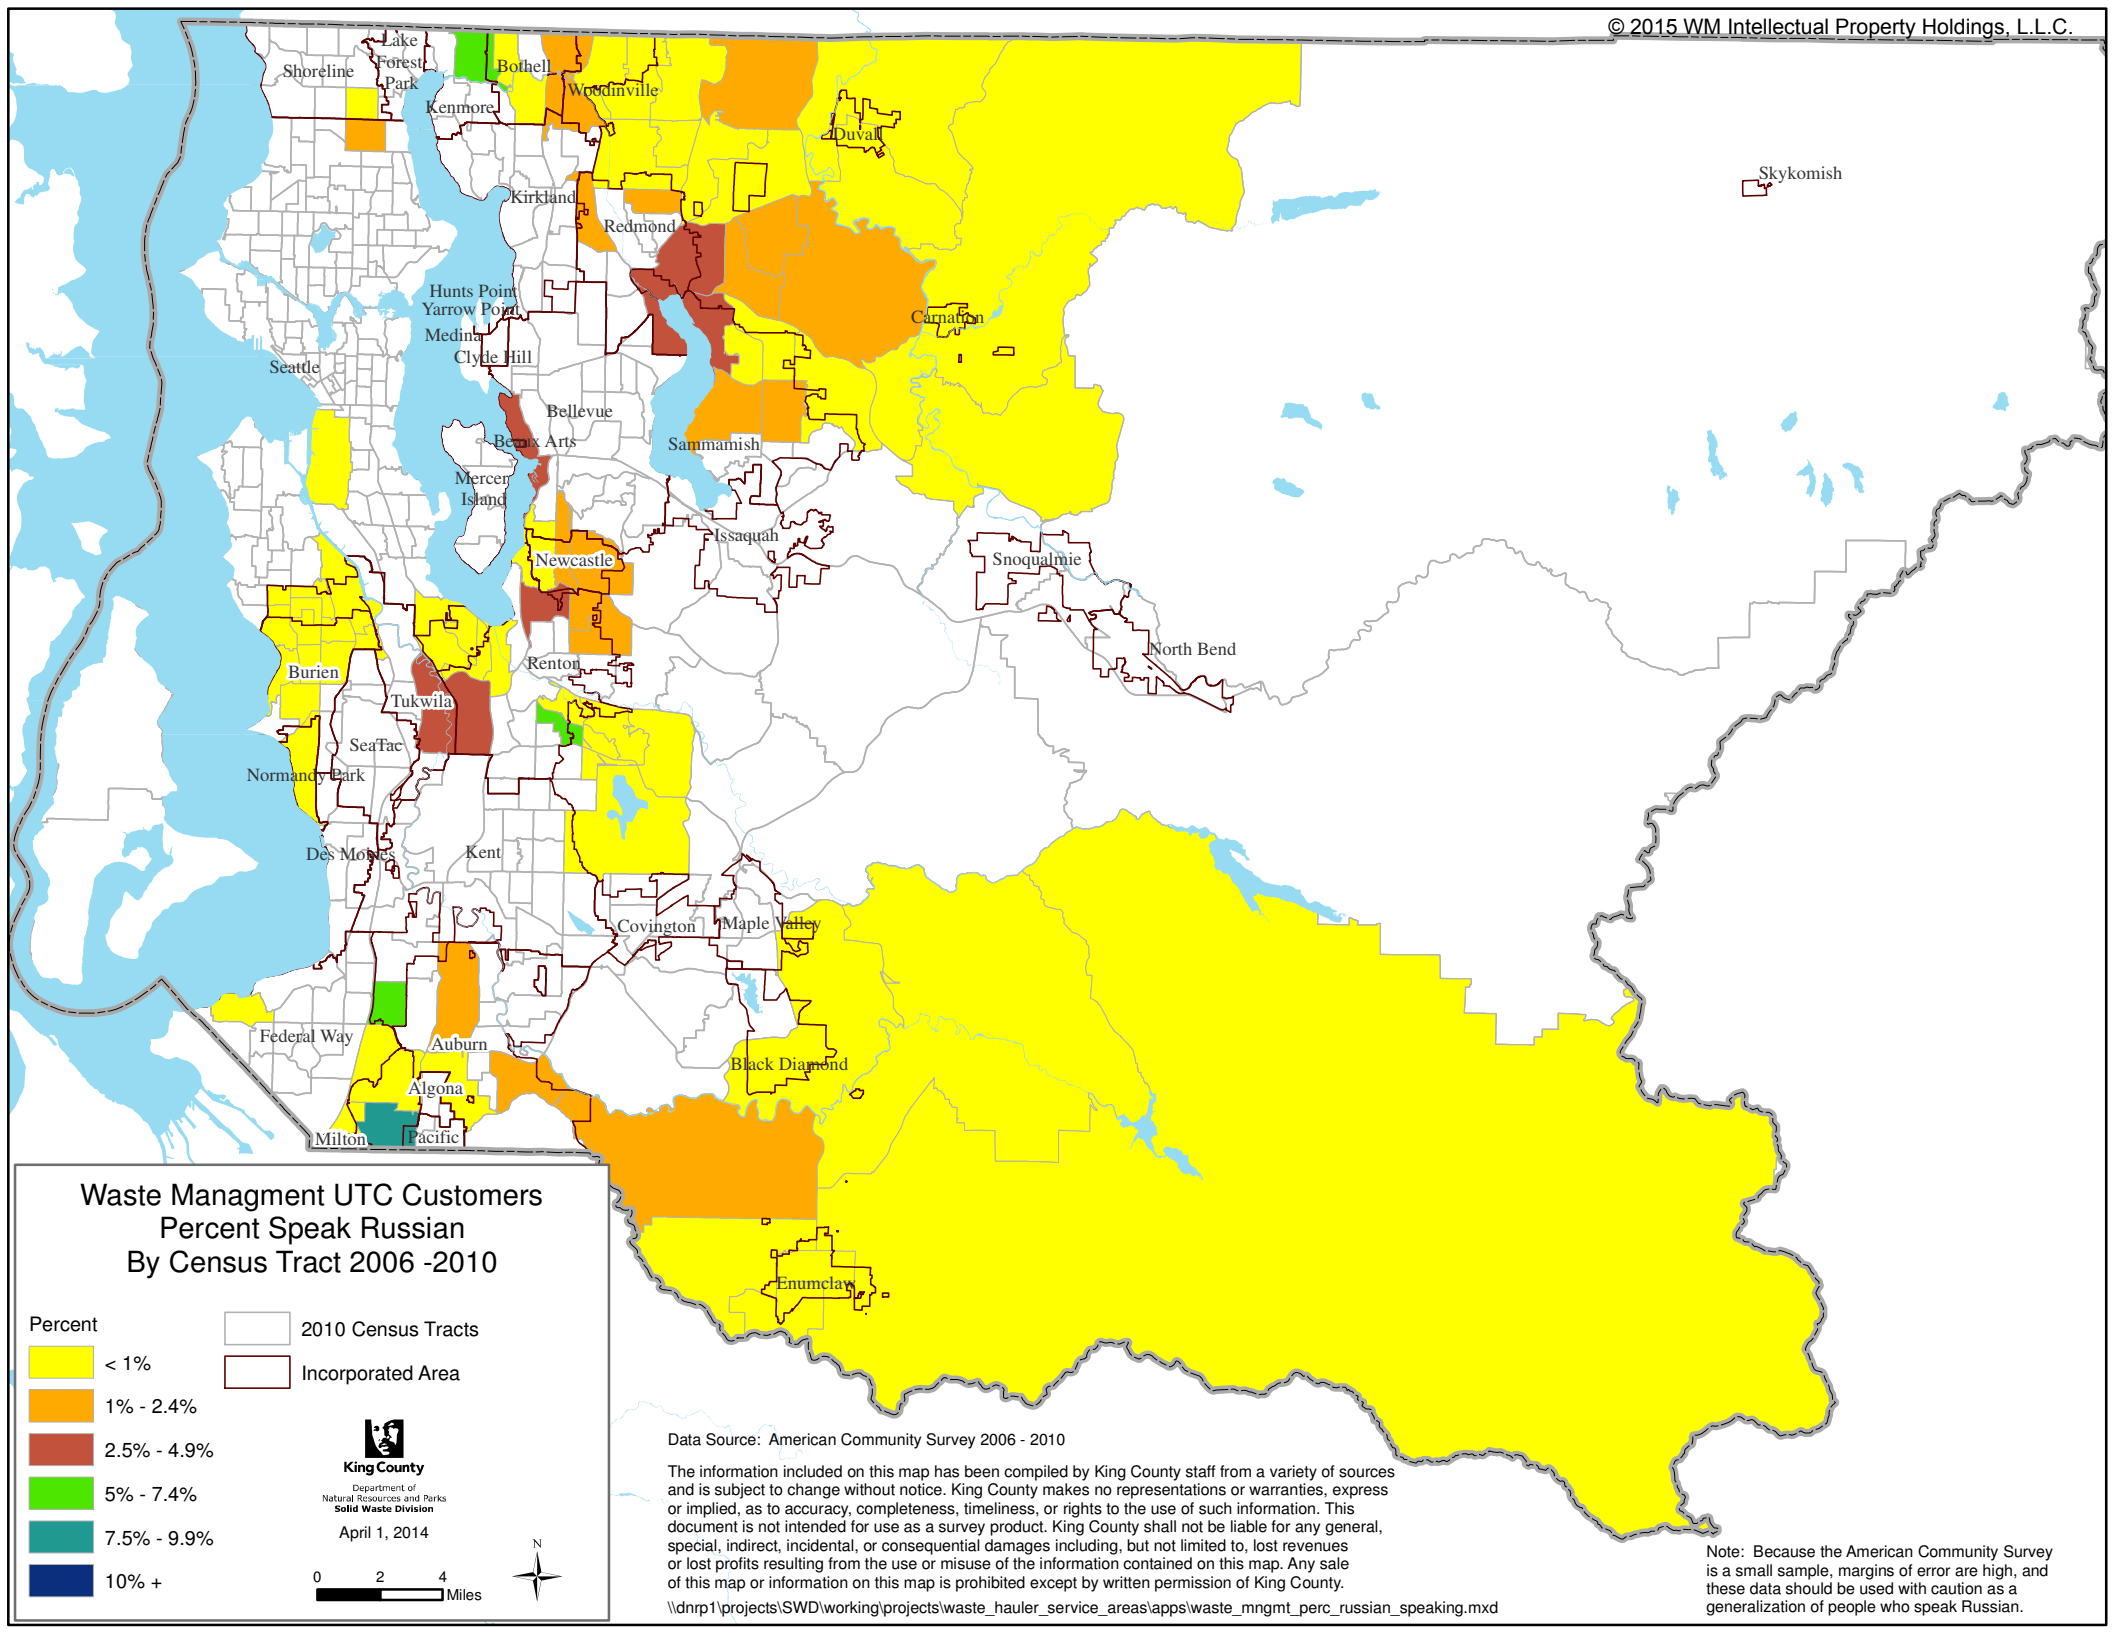 © 2015 WM Intellectual Property Holdings, L.L.C.
Lake
Forest
Park
Shoreline
Bothell
Kenmore
Woodinville
Duvall
Skykomish
Kirkland
Redmond
Hunts Point
Yarrow Point
Medina
Clyde Hill
Carnation
Seattle
Bellevue
Beaux Arts
Sammamish
Mercer
Island
Issaquah
Newcastle
Snoqualmie
North Bend
Renton
Burien
Tukwila
SeaTac
Normandy Park
Des Moines
Kent
Covington
Maple Valley
Federal Way
Auburn
Black Diamond
Algona
Milton
Pacific
Enumclaw
Waste Managment UTC Customers
Percent Speak Russian
By Census Tract 2006 -2010
Percent
< 1%
1% - 2.4%
2.5% - 4.9%
5% - 7.4%
7.5% - 9.9%
10% +
2010 Census Tracts
Incorporated Area
King County
Department of
Natural Resources and Parks
Solid Waste Division
April 1, 2014
N
0 2 4
Miles
Data Source: American Community Survey 2006 - 2010
The information included on this map has been compiled by King County staff from a variety of sources
and is subject to change without notice. King County makes no representations or warranties, express
or implied, as to accuracy, completeness, timeliness, or rights to the use of such information. This
document is not intended for use as a survey product. King County shall not be liable for any general,
special, indirect, incidental, or consequential damages including, but not limited to, lost revenues
or lost profits resulting from the use or misuse of the information contained on this map. Any sale
of this map or information on this map is prohibited except by written permission of King County.
\\dnrp1\projects\SWD\working\projects\waste_hauler_service_areas\apps\waste_mngmt_perc_russian_speaking.mxd
Note: Because the American Community Survey
is a small sample, margins of error are high, and
these data should be used with caution as a
generalization of people who speak Russian.